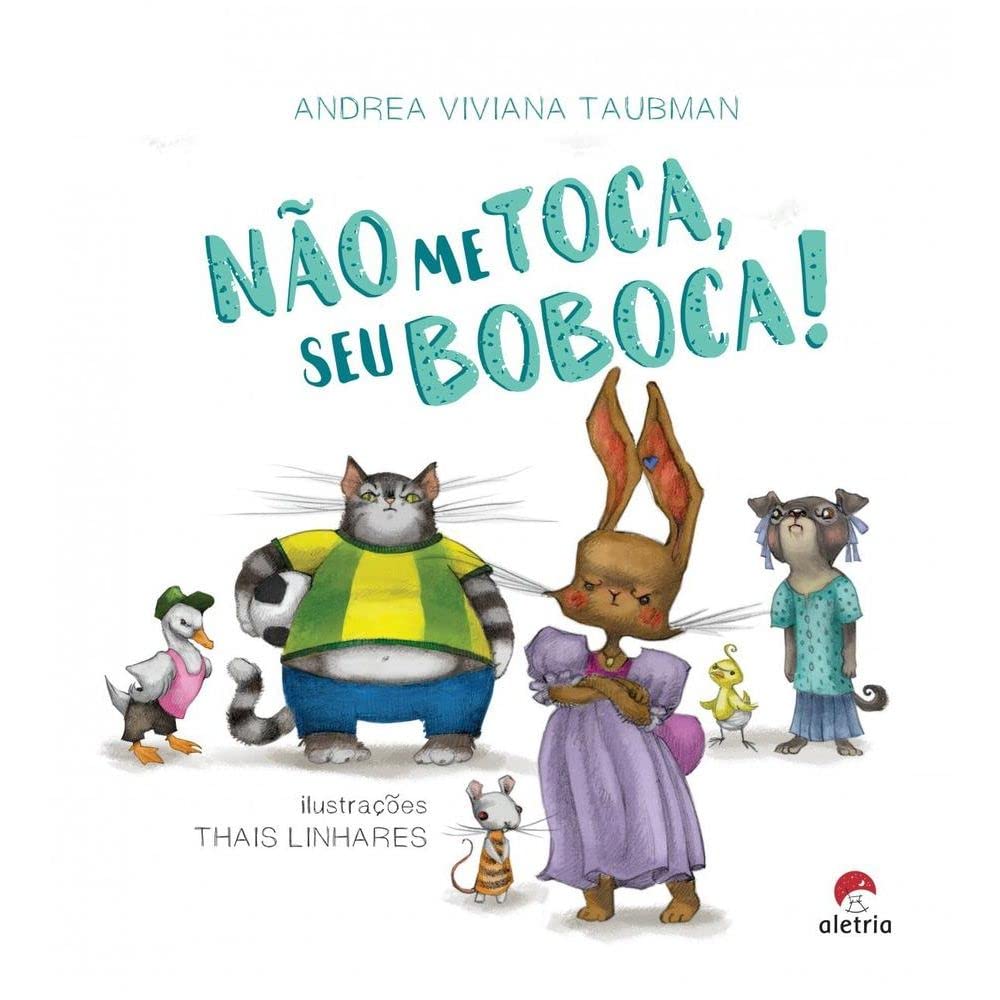 ANDREA VIVIANA TAUBMAN
NÃO ME TOCA,
SEU BOBOCA!
ilustrações
THAIS LINHARES
aletria